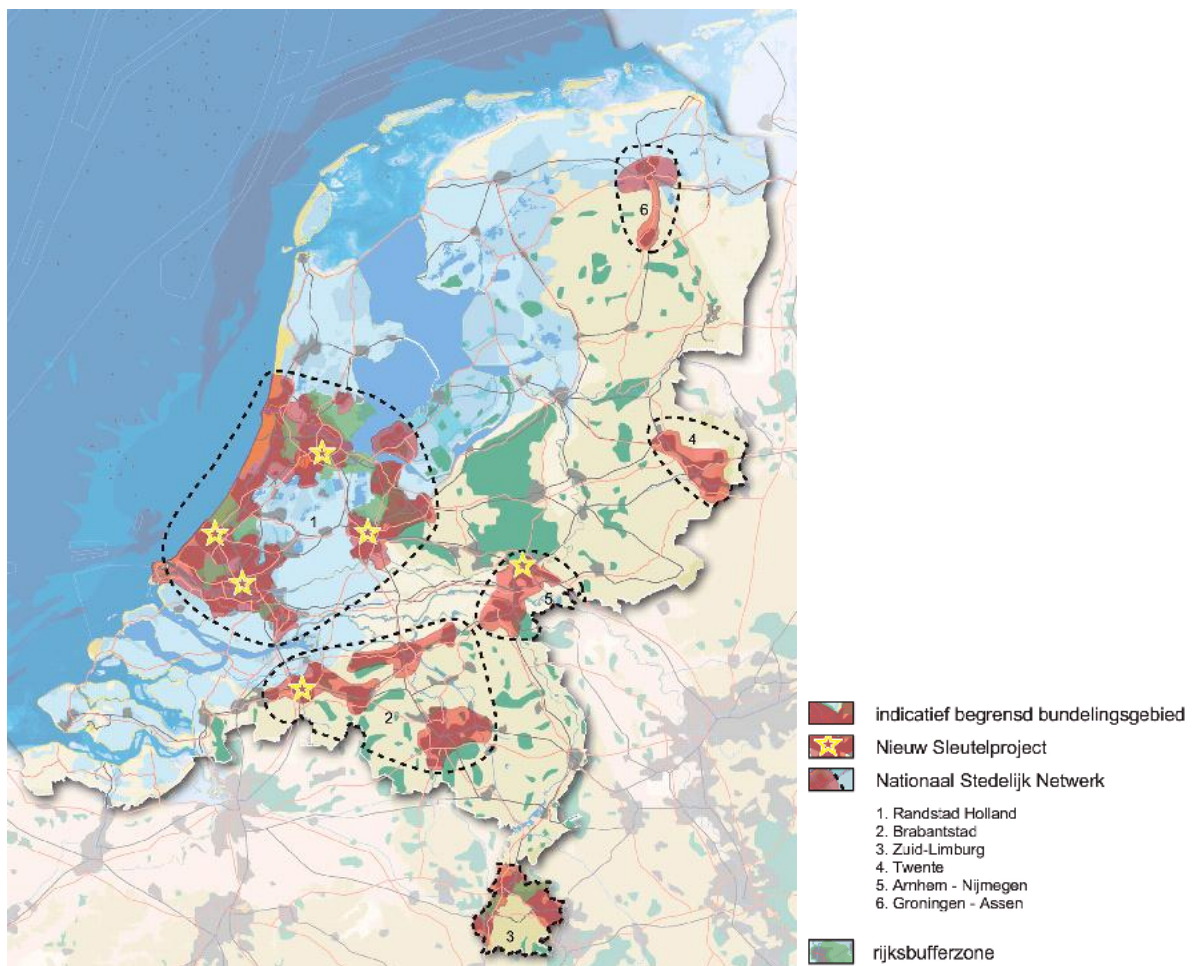 6
4
1
5
2
3
indicatief begrensd bundelingsgebied
Nieuw Sleutelproject
Nationaal Stedelijk Netwerk
1. Randstad Holland
2. Brabantstad
3. Zuid-Limburg
4. Twente
5. Arnhem - Nijmegen
6. Groningen - Assen
rijksbufferzone